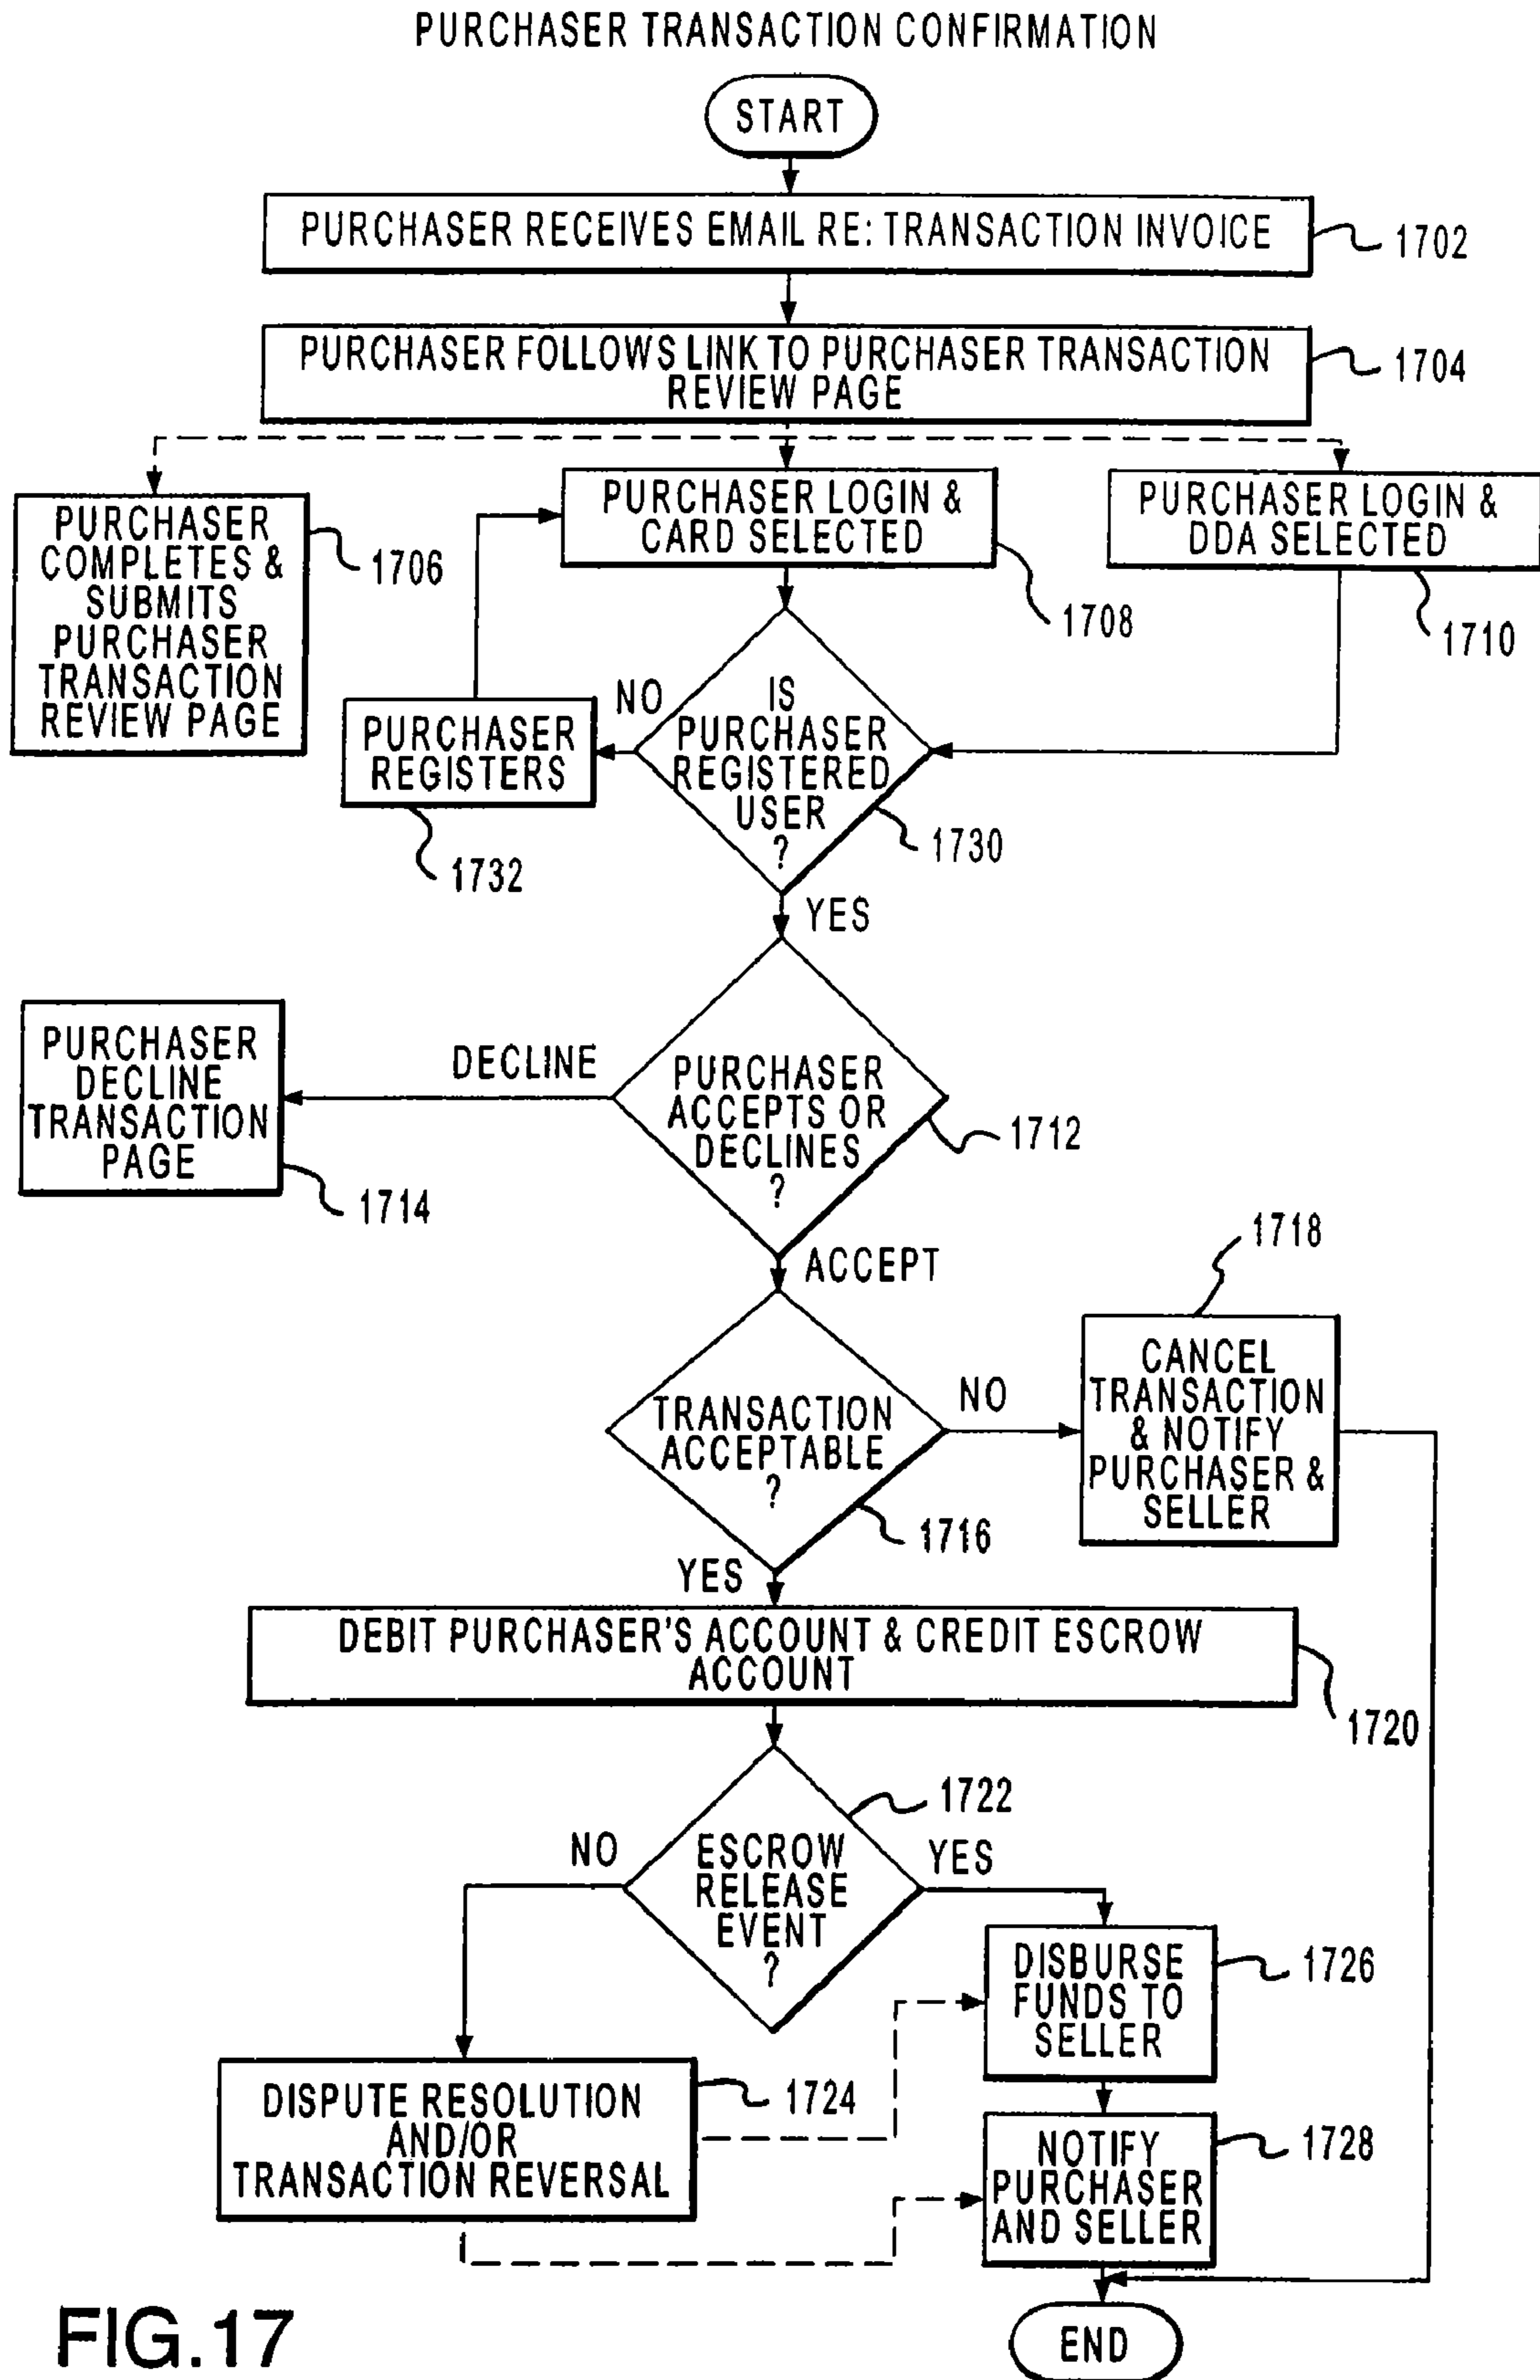 PURCHASER TRANSACTION CONFIRMATION
START
PURCHASER RECEIVES EMAIL RE: TRANSACTION INVOICE
1702
PURCHASER FOLLOWS LINK TO PURCHASER TRANSACTION
REVIEW PAGE
1704
PURCHASER
COMPLETES &
SUBMITS
PURCHASER
TRANSACTION
REVIEW PAGE
1706
PURCHASER LOGIN &
CARD SELECTED
1708
PURCHASER LOGIN &
DDA SELECTED
1710
NO
IS
PURCHASER
REGISTERED
USER
?
1730
PURCHASER
REGISTERS
1732
YES
PURCHASER
DECLINE
TRANSACTION
PAGE
1714
DECLINE
PURCHASER
ACCEPTS OR
DECLINES
?
1712
ACCEPT
1718
TRANSACTION
ACCEPTABLE
?
1716
NO
CANCEL
TRANSACTION
& NOTIFY
PURCHASER &
SELLER
YES
DEBIT PURCHASER'S ACCOUNT & CREDIT ESCROW
ACCOUNT
1720
1722
NO
ESCROW
RELEASE
EVENT
?
YES
DISBURSE
FUNDS TO
SELLER
1726
DISPUTE RESOLUTION
AND/OR
TRANSACTION REVERSAL
1724
NOTIFY
PURCHASER
AND SELLER
1728
END
FIG.17